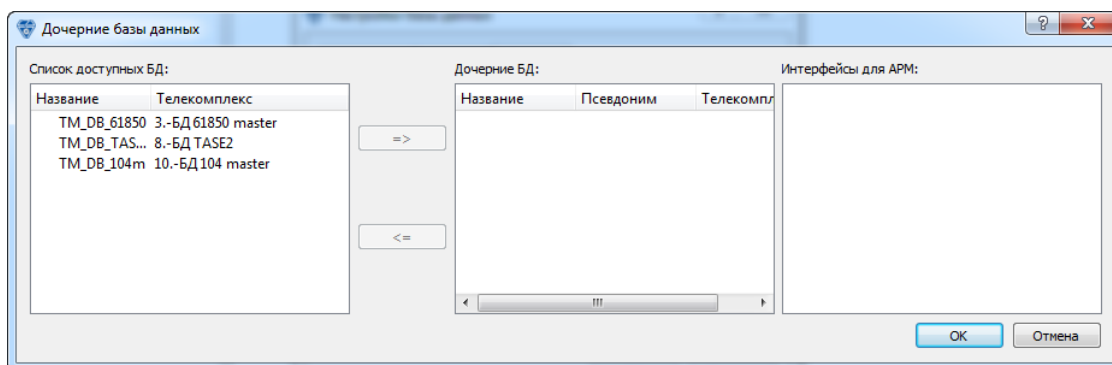 Дочерние базы данных
Список доступных БД:
Дочерние БД:
Интерфейсы для АРМ:
Название Телекомплекс
Название Псевдоним Телекомпл
TM_DB_61850 3.-БД 61850 master
TM_DB_TAS... 8.-БД TASE2
TM_DB_104m 10.-БД 104 master
=>
<=
OK Отмена